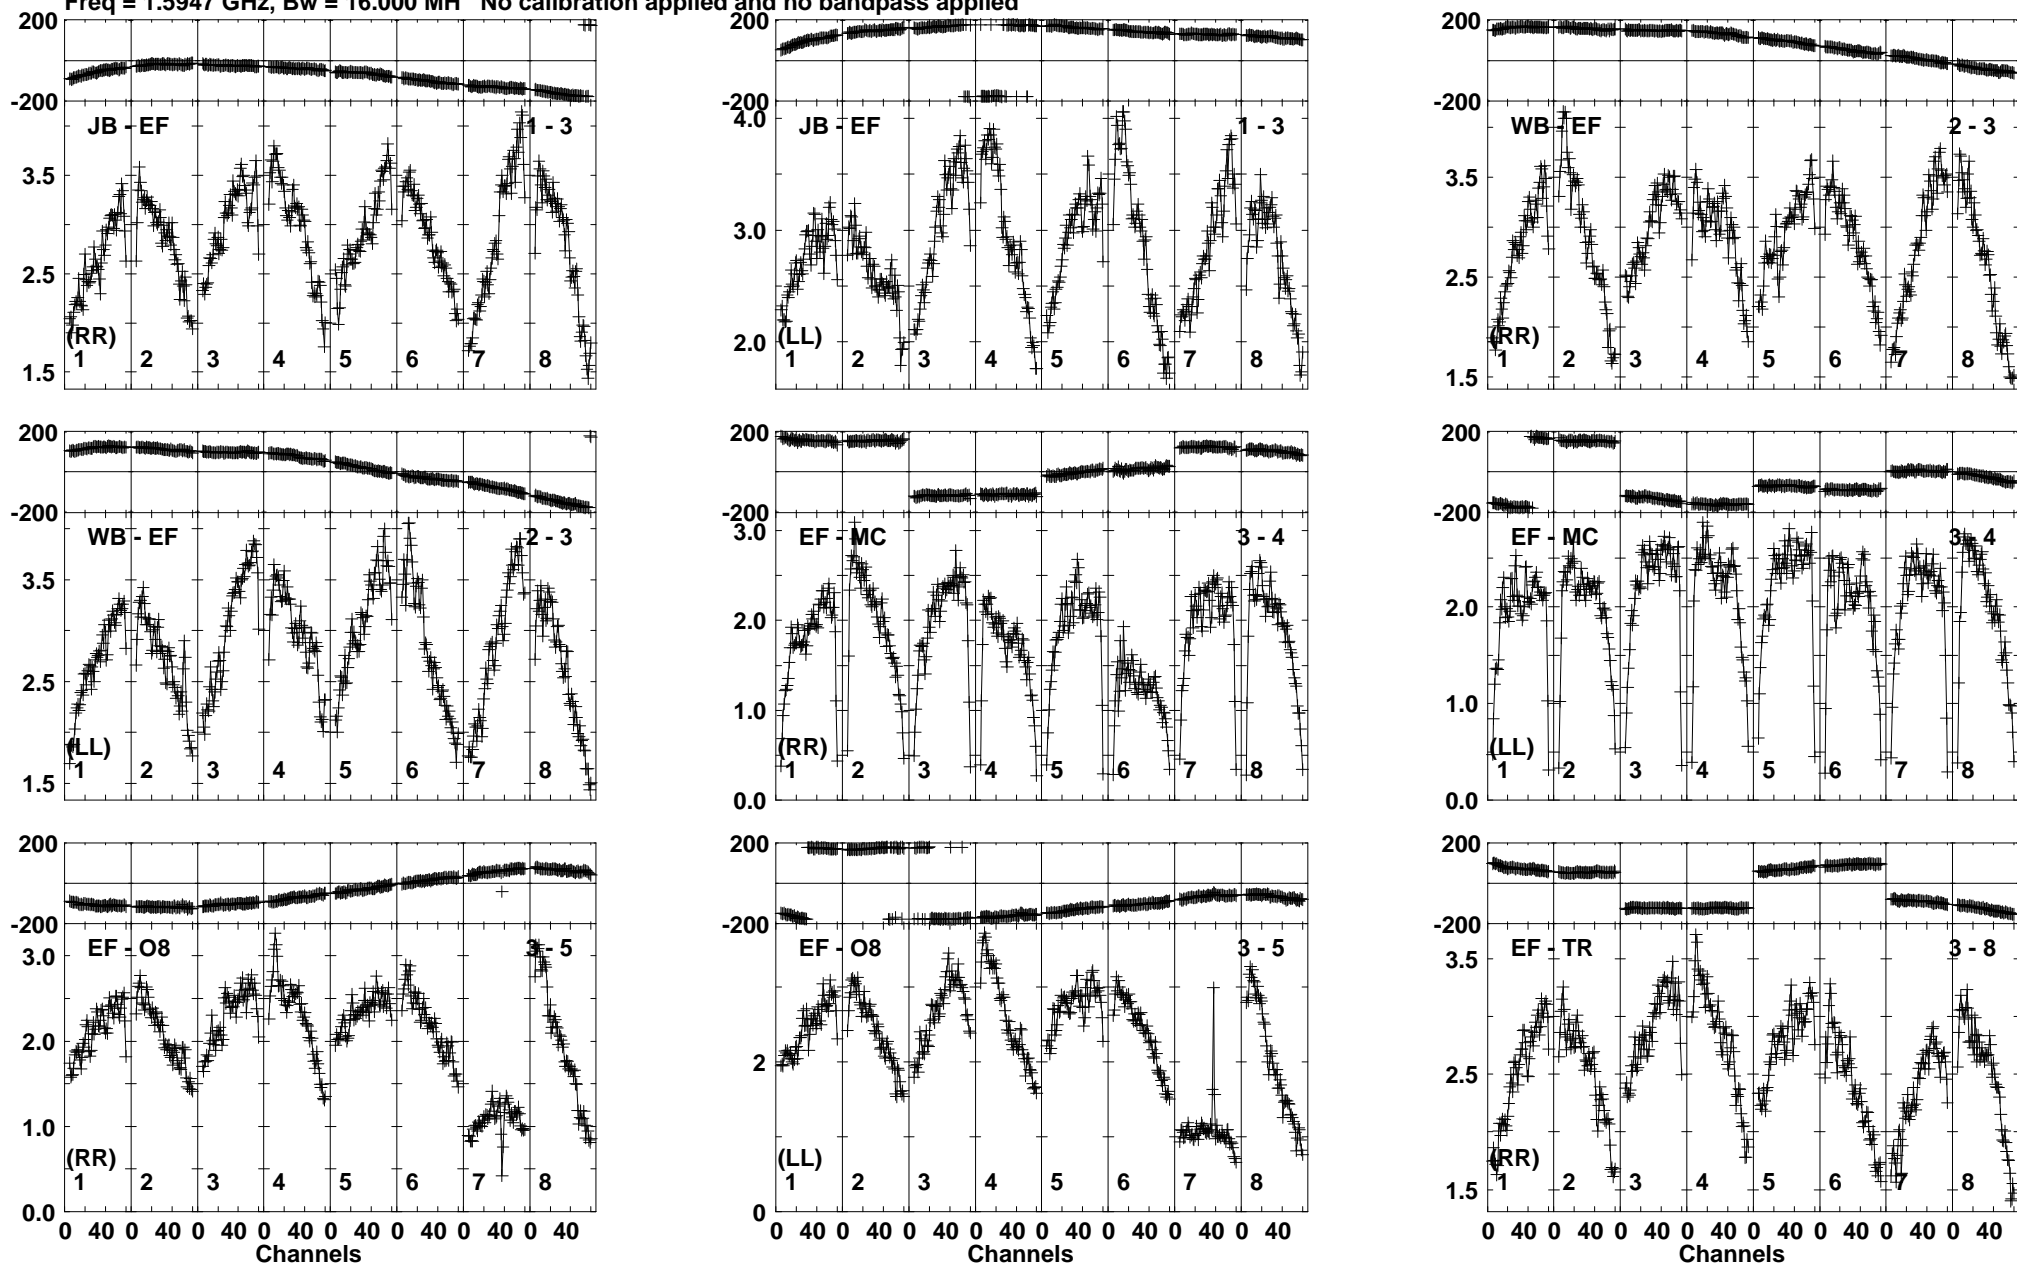 Freq = 1.5947 GHz, Bw = 16.000 MH No calibration applied and no bandpass applied
200 200 200
-200 -200 -200
JB - EF 1 - 3 JB - EF 1 - 3 WB - EF 2 - 3
4.0
3.5 3.5
3.0
2.5 2.5
2.0
(RR) (LL) (RR)
1 2 3 4 5 6 7 8 1 2 3 4 5 6 7 8 1 2 3 4 5 6 7 8
1.5 1.5
200 200 200
-200 -200 -200
WB - EF 2 - 3 EF - MC 3 - 4 EF - MC 3 - 4
3.0
3.5
2.0 2.0
2.5
1.0 1.0
(LL) (RR) (LL)
1 2 3 4 5 6 7 8 1 2 3 4 5 6 7 8 1 2 3 4 5 6 7 8
1.5 0.0 0.0
200 200 200
-200 -200 -200
EF - O8 3 - 5 EF - O8 3 - 5 EF - TR 3 - 8
3.0 3.5
2.0 2 2.5
1.0
(RR) (LL) (RR)
1 2 3 4 5 6 7 8 1 2 3 4 5 6 7 8 1 2 3 4 5 6 7 8
0.0 0 1.5
0 40 0 40 0 40 0 40 0 40 0 40 0 40 0 40 0 40 0 40 0 40 0 40 0 40 0 40 0 40 0 40 0 40 0 40 0 40 0 40 0 40 0 40 0 40 0 40
Channels Channels Channels